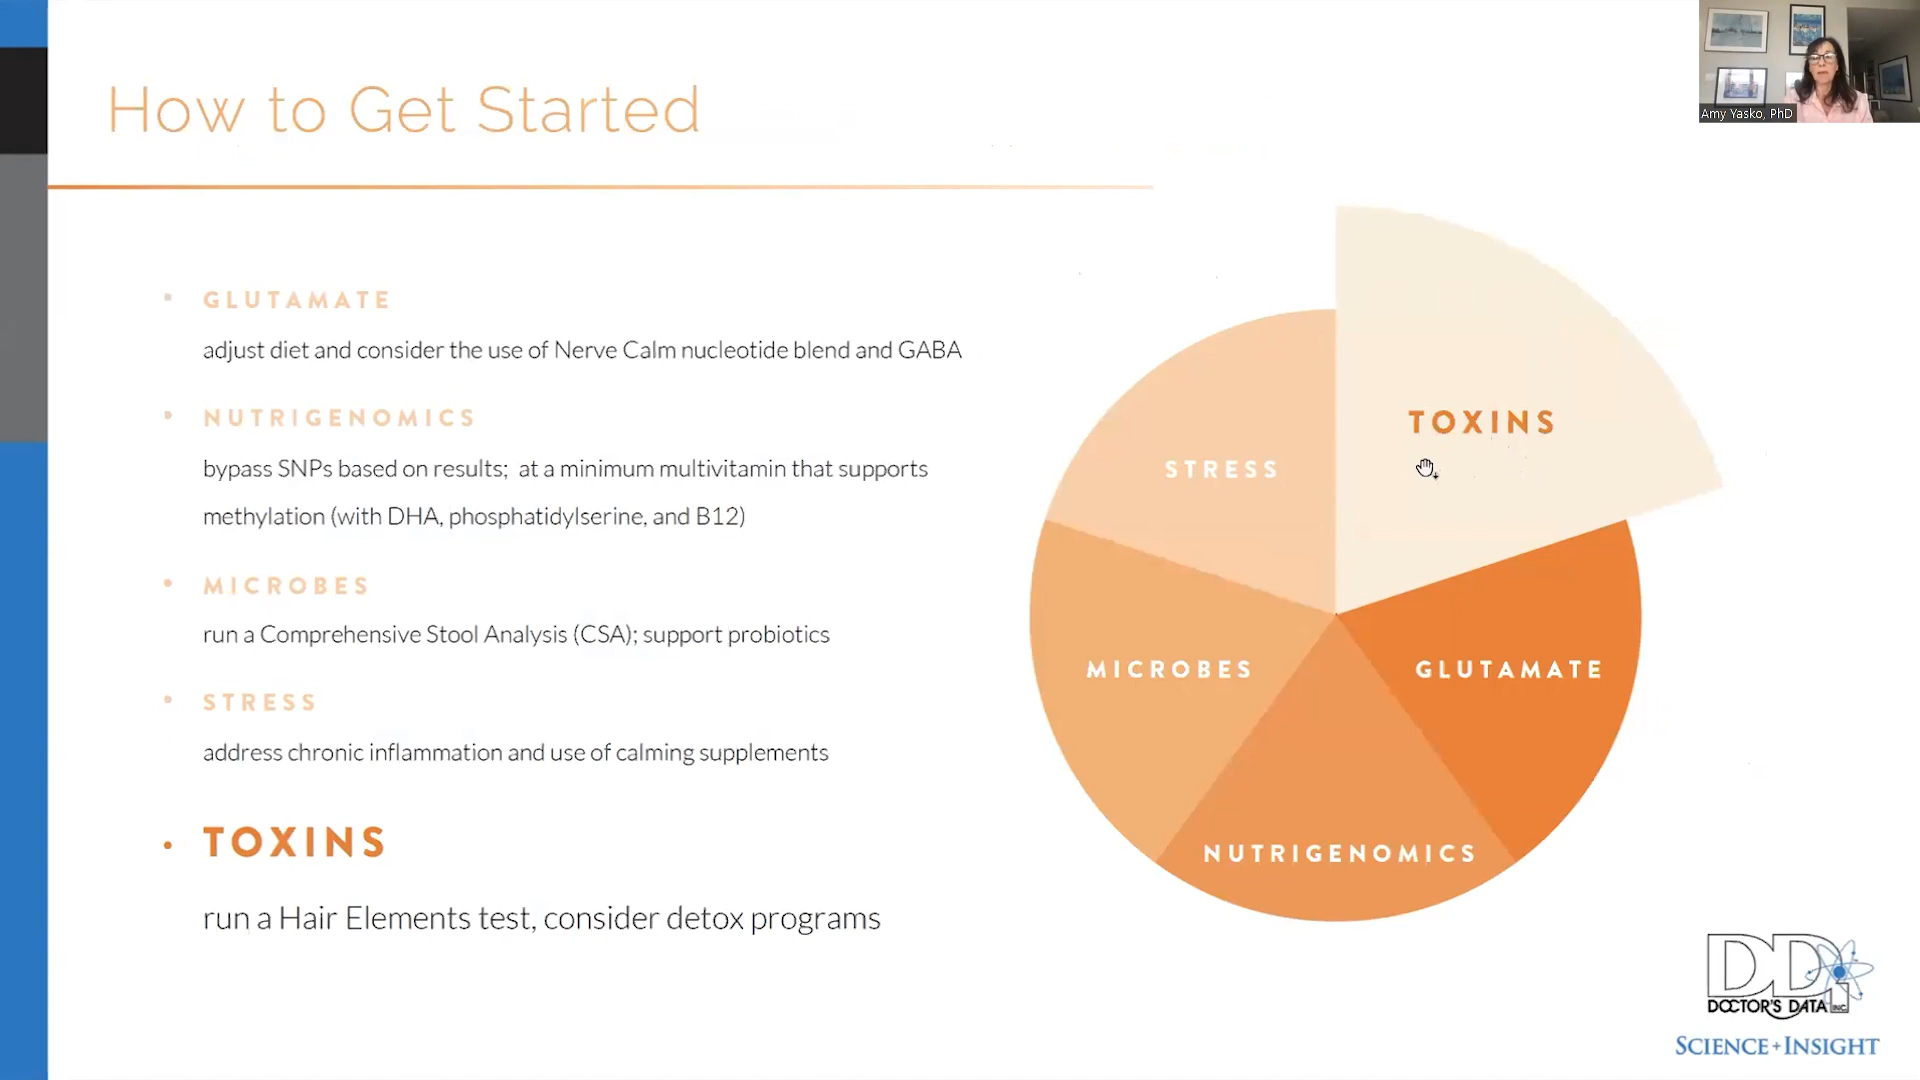 How to Get Started
Amy Yasko, PhD
GLUTAMATE
adjust diet and consider the use of Nerve Calm nucleotide blend and GABA
NUTRIGENOMICS
bypass SNPs based on results; at a minimum multivitamin that supports
methylation (with DHA, phosphatidylserine, and B12)
MICROBES
run a Comprehensive Stool Analysis (CSA); support probiotics
STRESS
address chronic inflammation and use of calming supplements
TOXINS
run a Hair Elements test, consider detox programs
TOXINS
STRESS
MICROBES
GLUTAMATE
NUTRIGENOMICS
DDI
DOCTOR'S DATA INC.
SCIENCE + INSIGHT